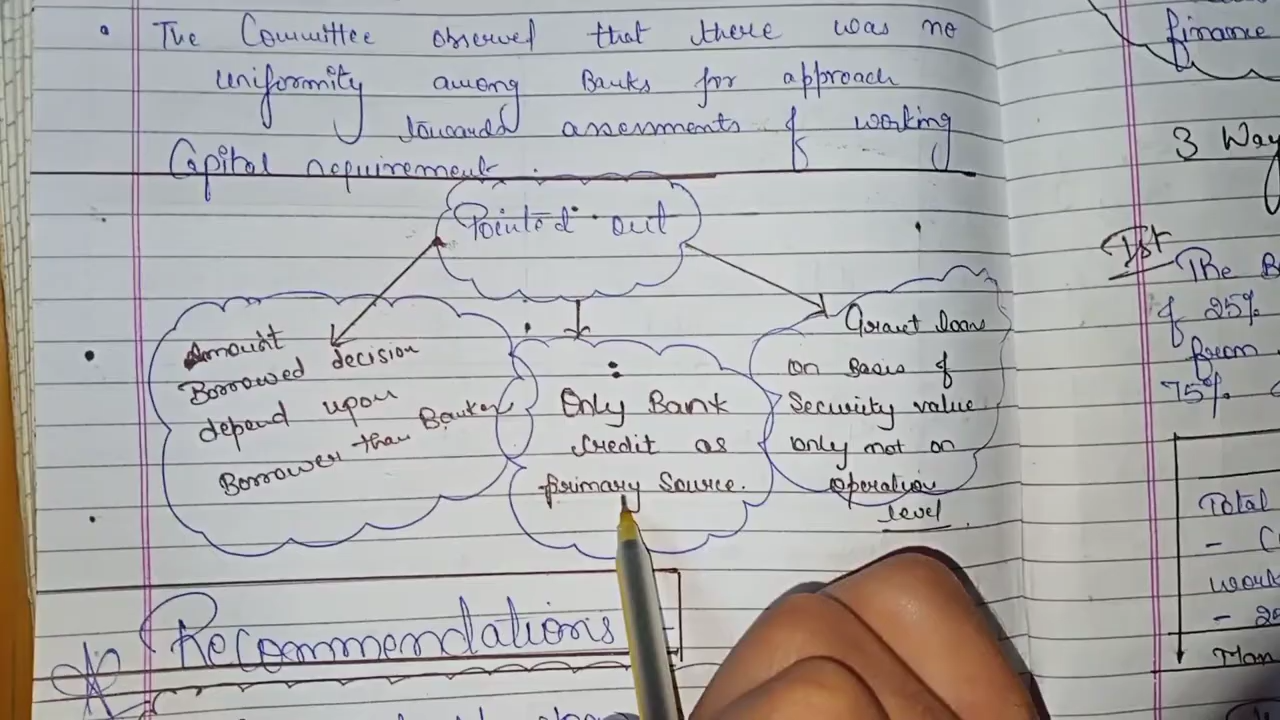 The Committee observed that there was no
uniformity among Banks for approach
towards assessments of working
Capital requirement.
Pointed out
Amount
Borrowed decision
depend upon
Borrower than Banker
Only Bank
Credit as
primary Source.
Grant loans
on Basis of
Security value
only not on
operation
level.
Recommendations
finance
3 Way
Ist
The B
of 25%
from
75%
Total
- C
work
- 2